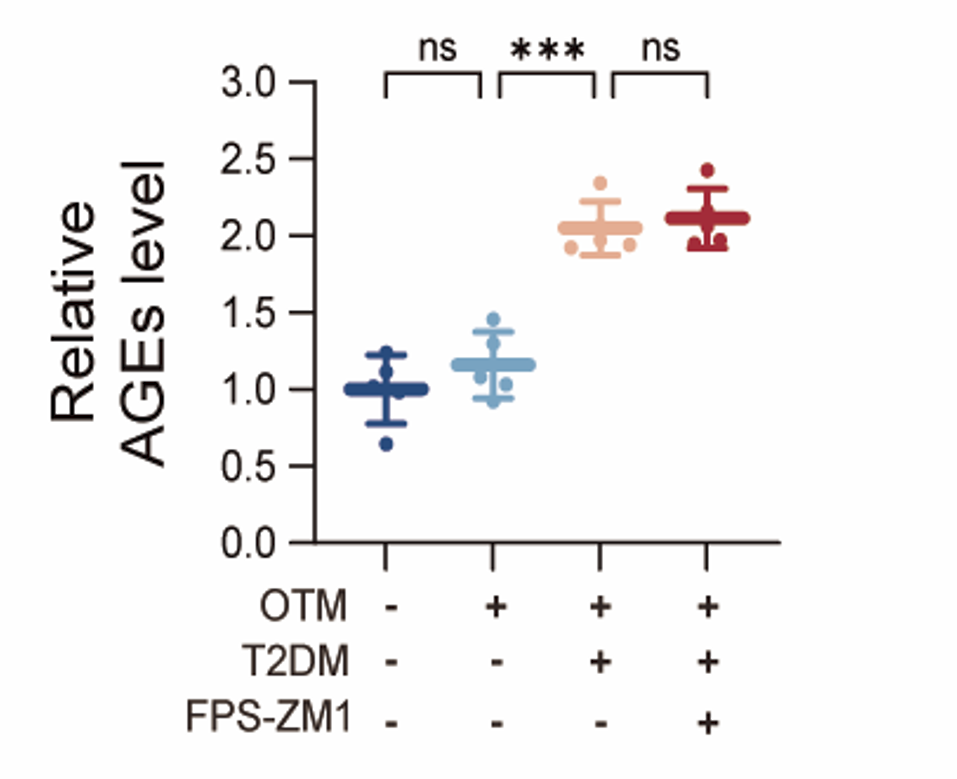 ns *** ns
3.0
2.5
2.0
1.5
1.0
0.5
0.0
Relative
AGEs level
OTM - + + +
T2DM - - + +
FPS-ZM1 - - - +